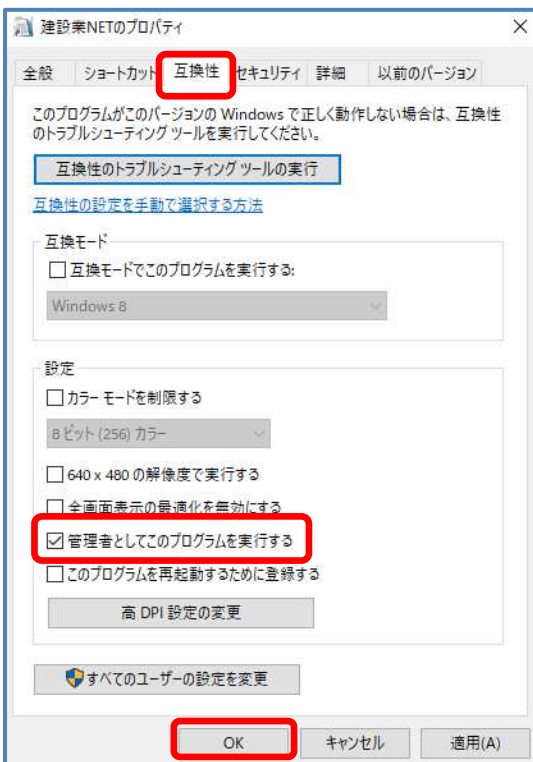 建設業NETのプロパティ
全般 ショートカット 互換性 セキュリティ 詳細 以前のバージョン
このプログラムがこのバージョンの Windows で正しく動作しない場合は、互換性
のトラブルシューティング ツールを実行してください。
互換性のトラブルシューティング ツールの実行
互換性の設定を手動で選択する方法
互換モード
互換モードでこのプログラムを実行する:
Windows 8
設定
カラー モードを制限する
8 ビット (256) カラー
640 x 480 の解像度で実行する
全画面表示の最適化を無効にする
管理者としてこのプログラムを実行する
このプログラムを再起動するために登録する
高 DPI 設定の変更
すべてのユーザーの設定を変更
OK キャンセル 適用(A)